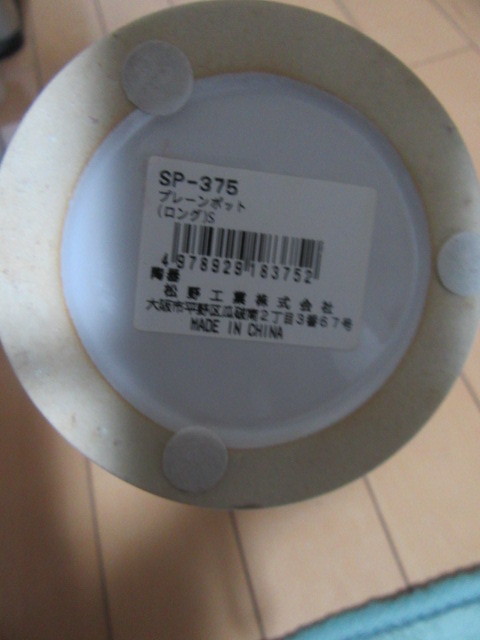 SP-375
プレーンポット
(ロング)S
4 978929 183752
陶器
松野工業株式会社
大阪市平野区瓜破南2丁目3番67号
MADE IN CHINA